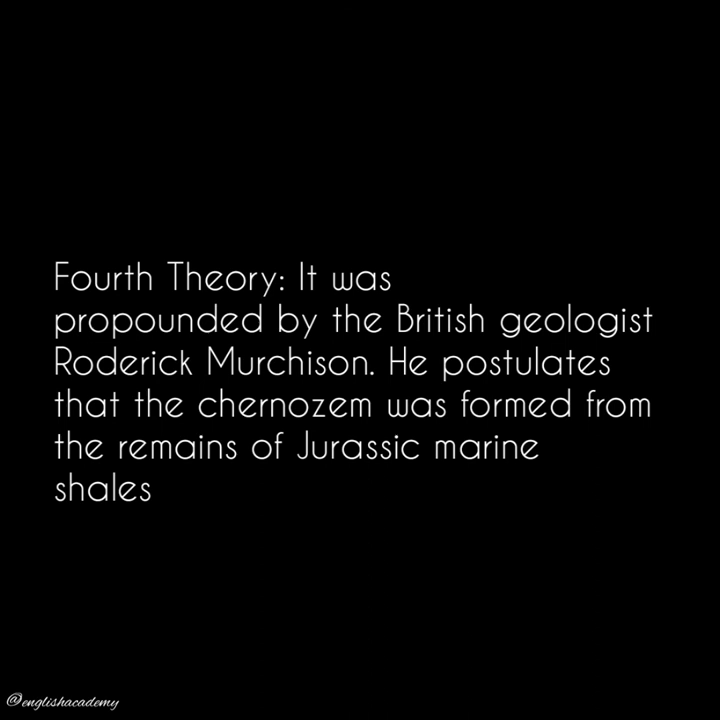 Fourth Theory: It was
propounded by the British geologist
Roderick Murchison. He postulates
that the chernozem was formed from
the remains of Jurassic marine
shales
@englishacademy